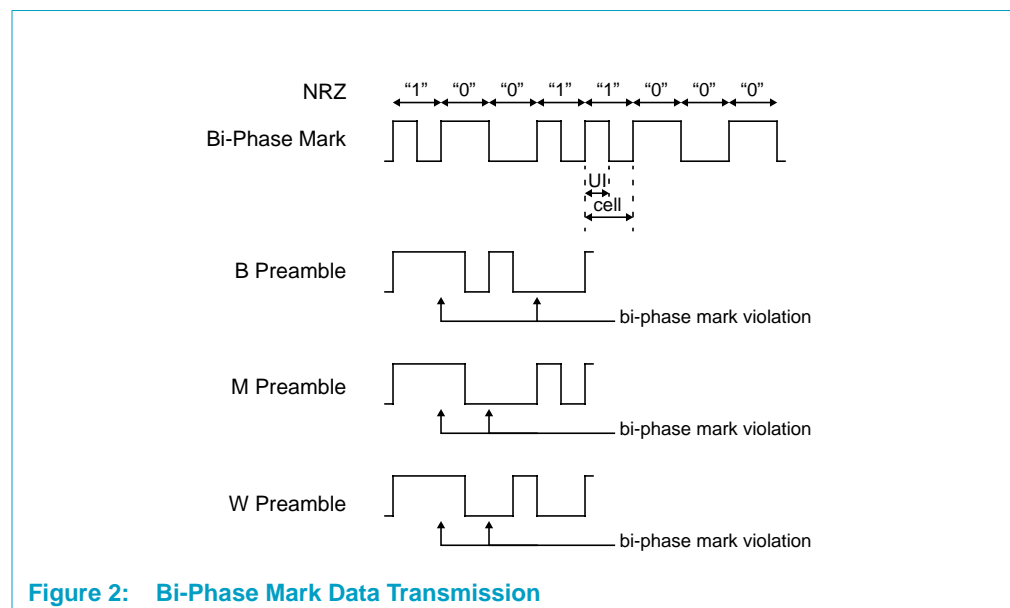 NRZ “1” “0” “0” “1” “1” “0” “0” “0”
Bi-Phase Mark
UI
cell
B Preamble
bi-phase mark violation
M Preamble
bi-phase mark violation
W Preamble
bi-phase mark violation
Figure 2: Bi-Phase Mark Data Transmission